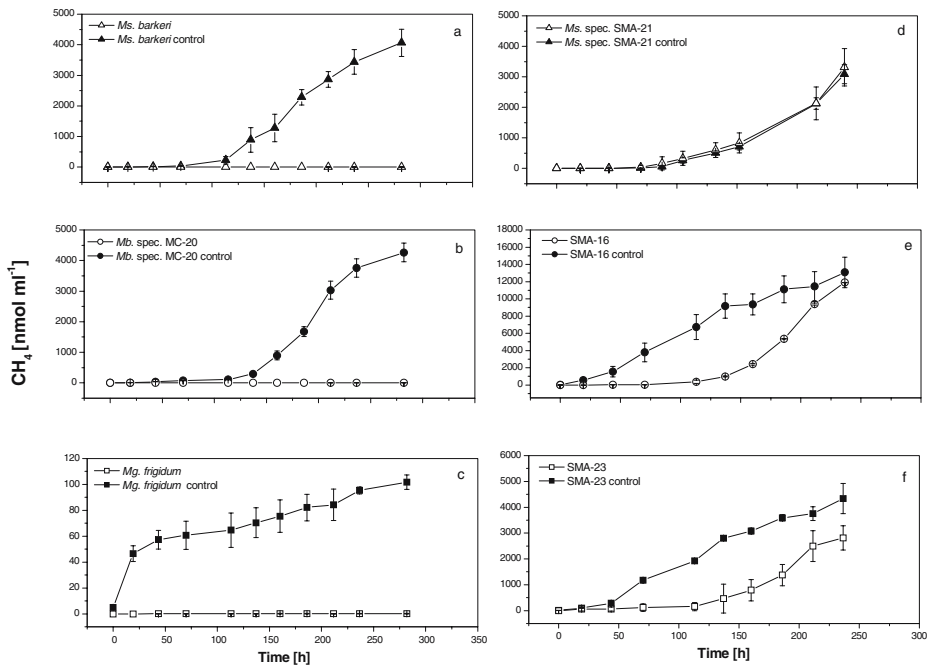 Ms. barkeri
Ms. barkeri control
a
5000
4000
3000
2000
1000
0
Ms. spec. SMA-21
Ms. spec. SMA-21 control
d
5000
4000
3000
2000
1000
0
Mb. spec. MC-20
Mb. spec. MC-20 control
b
5000
4000
3000
2000
1000
0
SMA-16
SMA-16 control
e
18000
16000
14000
12000
10000
8000
6000
4000
2000
0
CH4 [nmol ml-1]
Mg. frigidum
Mg. frigidum control
c
120
100
80
60
40
20
0
0 50 100 150 200 250 300 350
Time [h]
SMA-23
SMA-23 control
f
6000
5000
4000
3000
2000
1000
0
0 50 100 150 200 250 300
Time [h]